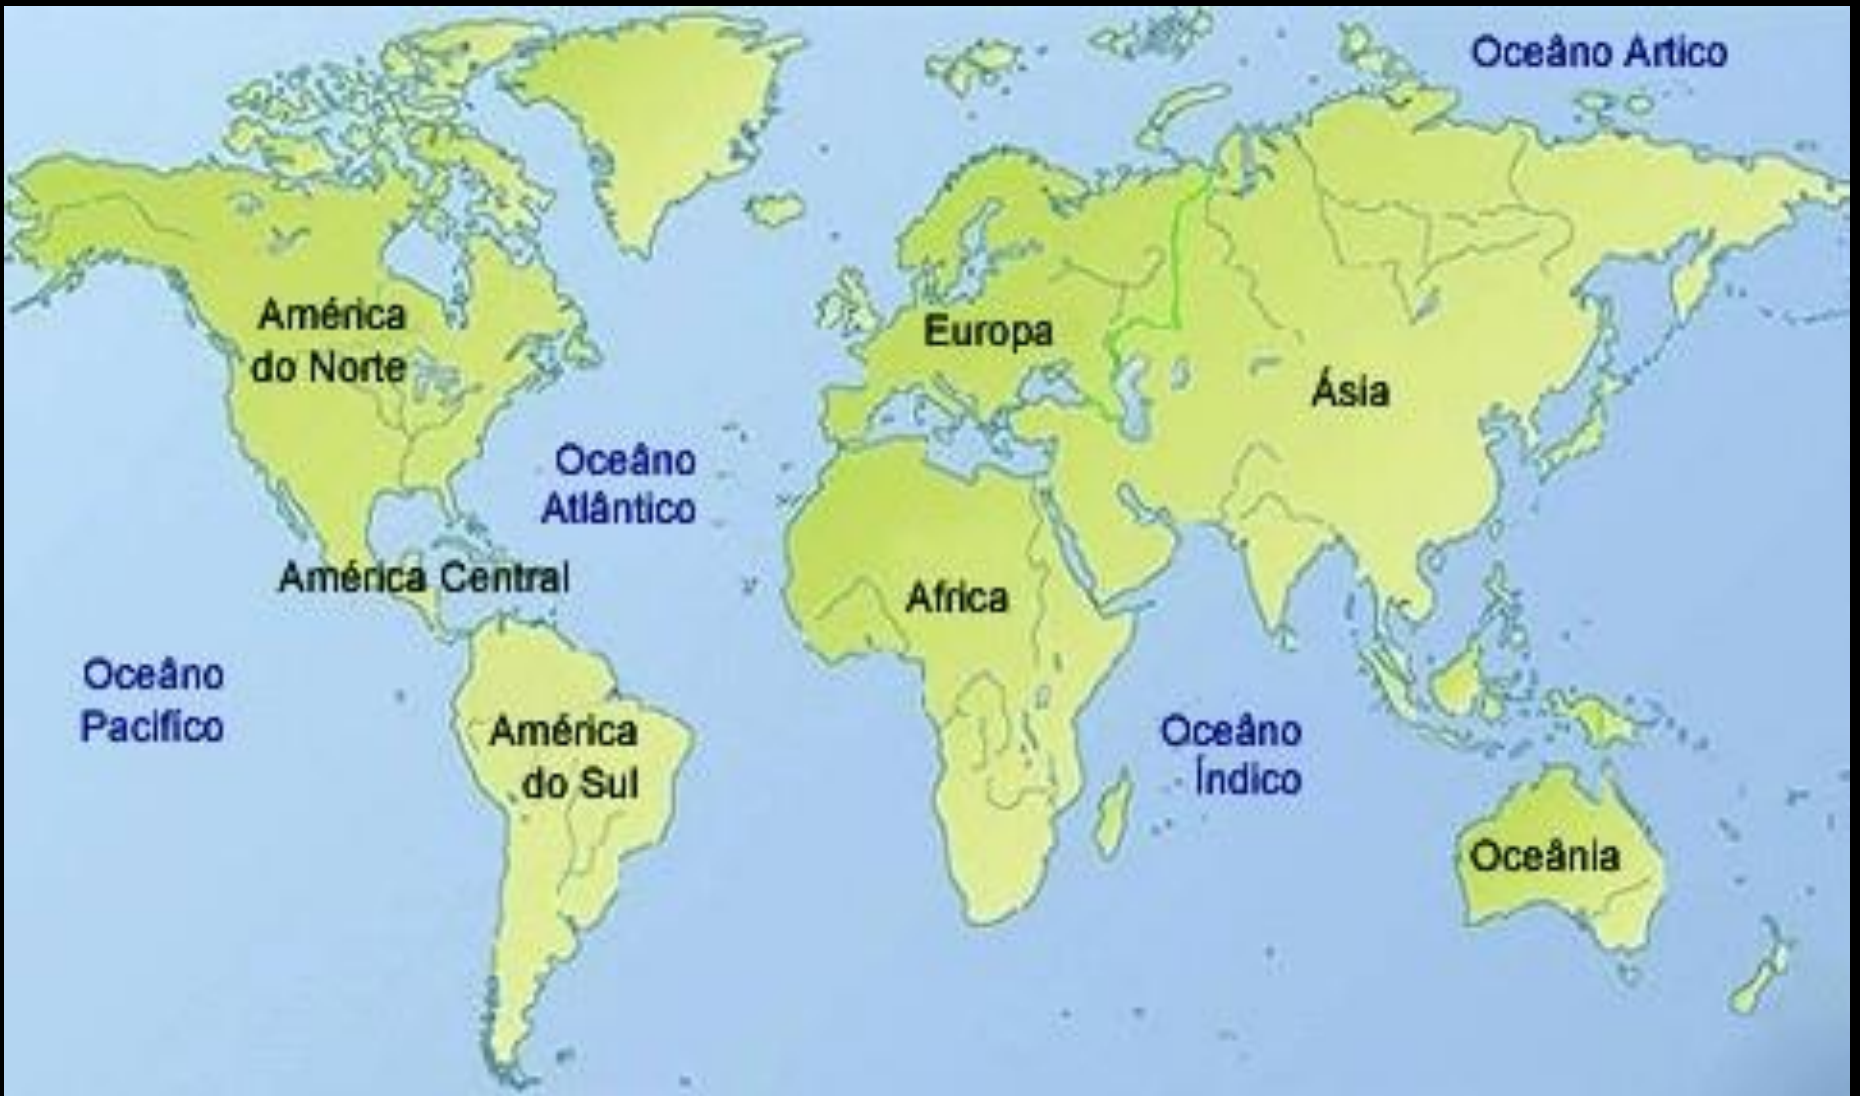 Oceâno Artico
América
do Norte
Europa
Ásia
Oceâno
Atlântico
América Central
Africa
Oceâno
Pacifico
América
do Sul
Oceâno
Índico
Oceânia